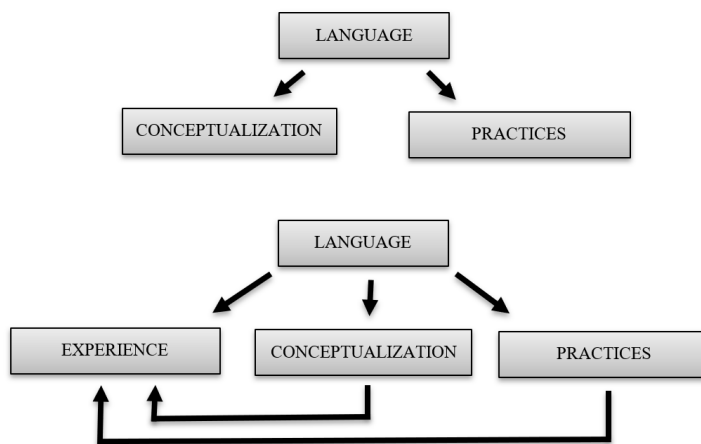 LANGUAGE
CONCEPTUALIZATION
PRACTICES
LANGUAGE
EXPERIENCE
CONCEPTUALIZATION
PRACTICES